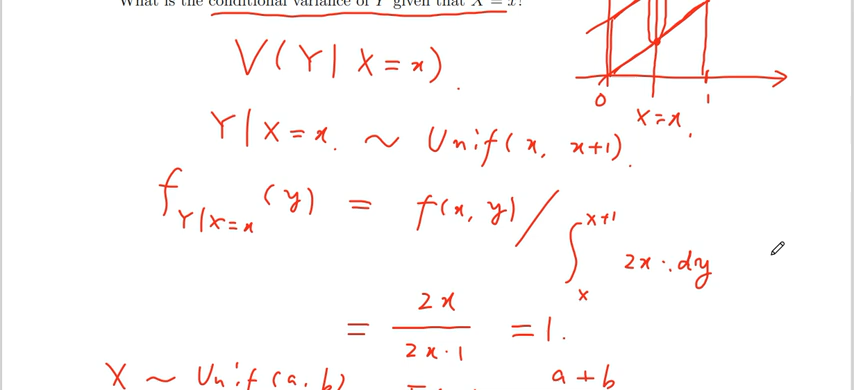 What is the conditional variance of Y given that X = x?
V(Y | X = x).
0 1
X = x,
Y | X = x. ~ Unif(x, x+1).
f_{Y|X=x}(y) = f(x, y) / ∫_x^{x+1} 2x · dy
= 2x / 2x·1 = 1.
X ~ Unif(a, b) a + b